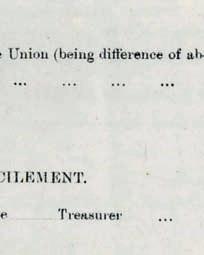 e Union (being difference of ab-
... ... ... ...
CILEMENT.
e ........ Treasurer ...